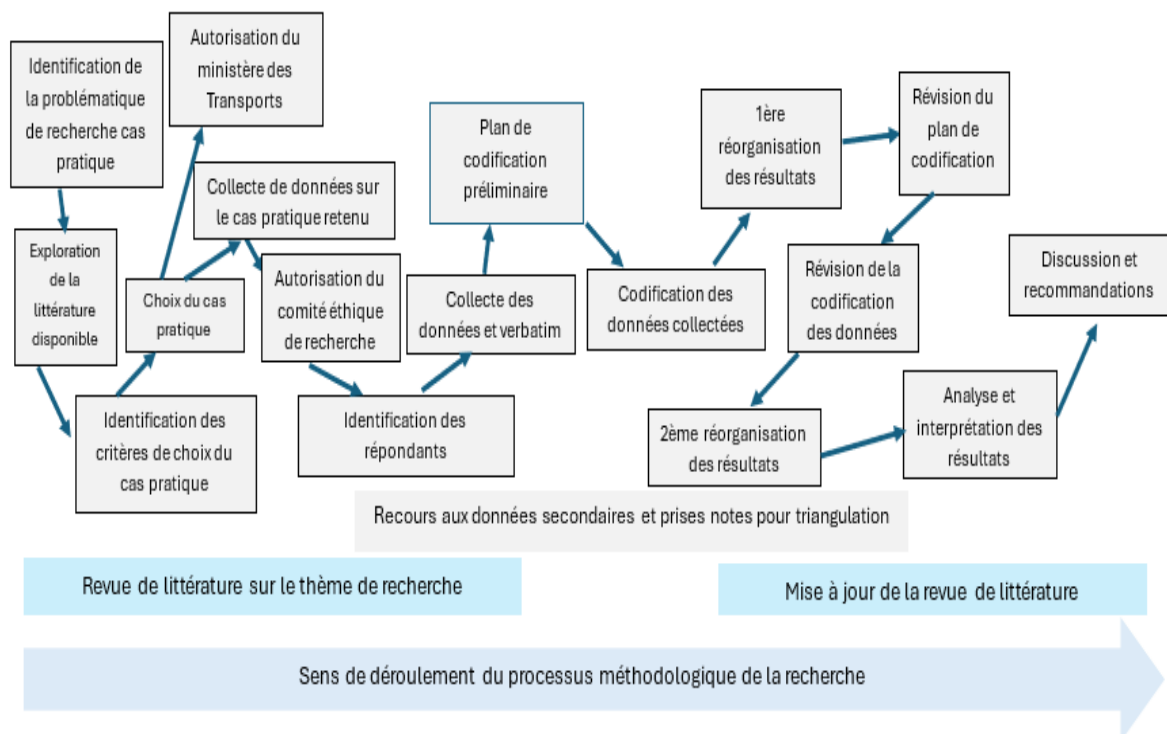 Identification de
la problématique
de recherche cas
pratique
Exploration de
la
littérature
disponible
Identification des
critères de choix du
cas pratique
Choix du cas
pratique
Autorisation du
ministère des
Transports
Collecte de données sur
le cas pratique retenu
Autorisation du
comité éthique
de recherche
Identification des
répondants
Collecte des
données et verbatim
Plan de
codification
préliminaire
Codification des
données collectées
1ère
réorganisation
des résultats
Révision du
plan de
codification
Révision de la
codification
des données
2ème réorganisation
des résultats
Analyse et
interprétation des
résultats
Discussion et
recommandations
Recours aux données secondaires et prises notes pour triangulation
Revue de littérature sur le thème de recherche
Mise à jour de la revue de littérature
Sens de déroulement du processus méthodologique de la recherche